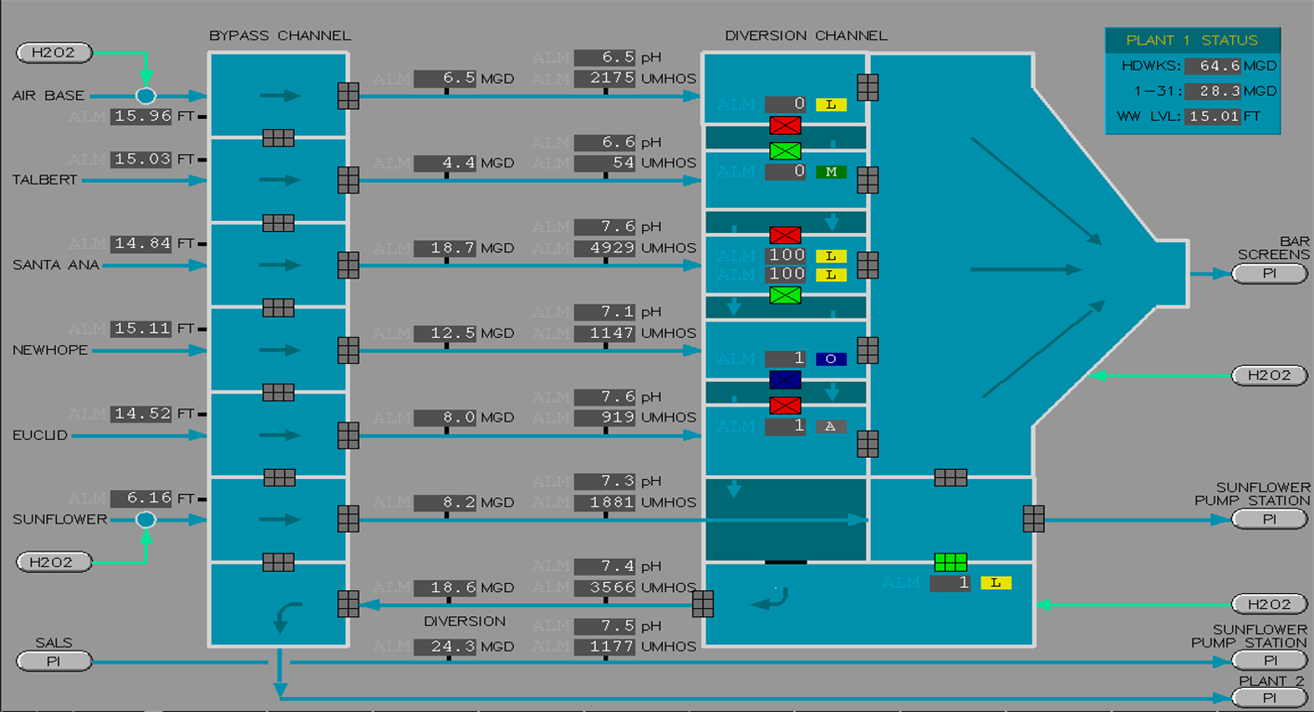 BYPASS CHANNEL
DIVERSION CHANNEL
PLANT 1 STATUS
HDWKS: 64.6 MGD
1-31: 28.3 MGD
WW LVL: 15.01 FT
H2O2
AIR BASE
ALM 15.96 FT
ALM 6.5 MGD
ALM 6.5 pH
ALM 2175 UMHOS
ALM 0 L
ALM 15.03 FT
TALBERT
ALM 4.4 MGD
ALM 6.6 pH
ALM 54 UMHOS
ALM 0 M
ALM 14.84 FT
SANTA ANA
ALM 18.7 MGD
ALM 7.6 pH
ALM 4929 UMHOS
ALM 100 L
ALM 100 L
BAR
SCREENS
PI
ALM 15.11 FT
NEWHOPE
ALM 12.5 MGD
ALM 7.1 pH
ALM 1147 UMHOS
ALM 1 O
H2O2
ALM 14.52 FT
EUCLID
ALM 8.0 MGD
ALM 7.6 pH
ALM 919 UMHOS
ALM 1 A
ALM 6.16 FT
SUNFLOWER
H2O2
ALM 8.2 MGD
ALM 7.3 pH
ALM 1881 UMHOS
SUNFLOWER
PUMP STATION
PI
ALM 18.6 MGD
DIVERSION
ALM 7.4 pH
ALM 3566 UMHOS
ALM 1 L
H2O2
SALS
PI
ALM 24.3 MGD
ALM 7.5 pH
ALM 1177 UMHOS
SUNFLOWER
PUMP STATION
PI
PLANT 2
PI